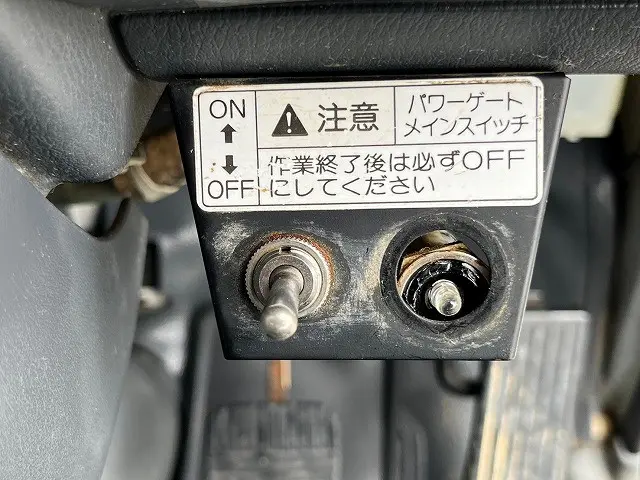 ON
↑
↓
OFF
注意
パワーゲート
メインスイッチ
作業終了後は必ずOFF
にしてください